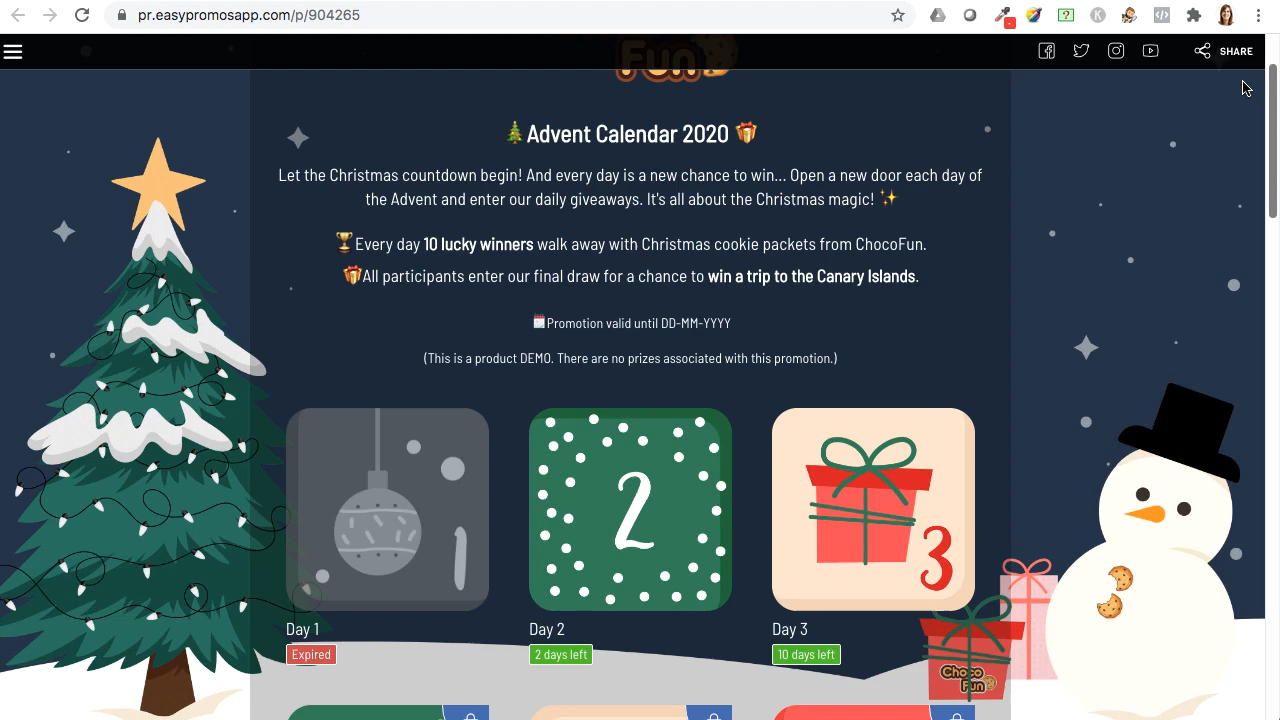 pr.easypromosapp.com/p/904265
SHARE
Fun
🎄Advent Calendar 2020 🎁
Let the Christmas countdown begin! And every day is a new chance to win... Open a new door each day of
the Advent and enter our daily giveaways. It's all about the Christmas magic! ✨
🏆Every day 10 lucky winners walk away with Christmas cookie packets from ChocoFun.
🎁All participants enter our final draw for a chance to win a trip to the Canary Islands.
🗓️Promotion valid until DD-MM-YYYY
(This is a product DEMO. There are no prizes associated with this promotion.)
1
2
3
Day 1
Day 2
Day 3
Expired
2 days left
10 days left
Choco
Fun